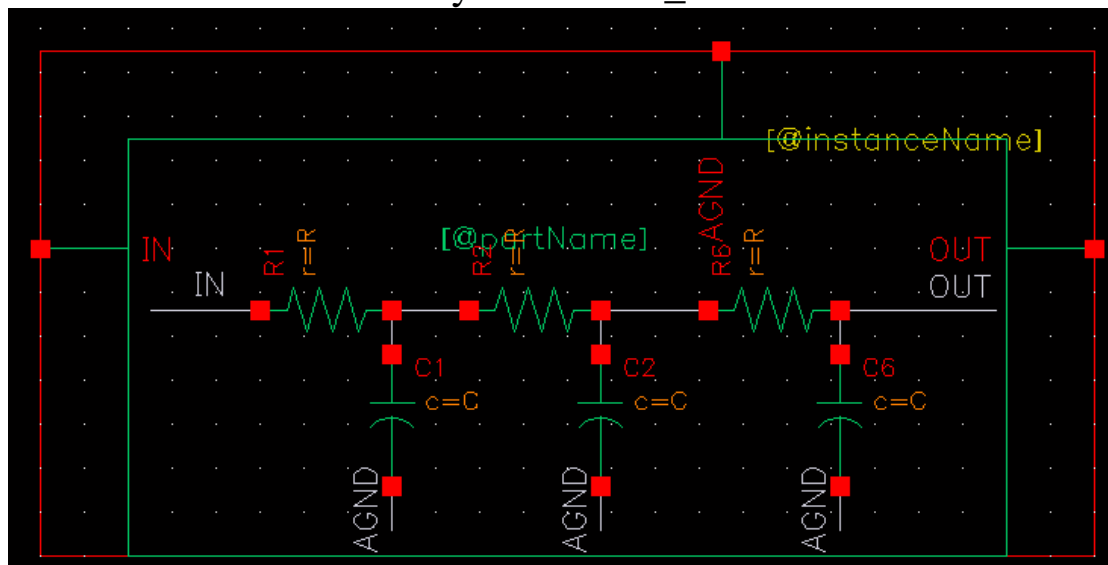 [@instanceName]
AGND
[@partName]
IN
OUT
IN
OUT
R1
r=R
R2
r=R
R6
r=R
C1
c=C
C2
c=C
C6
c=C
AGND
AGND
AGND